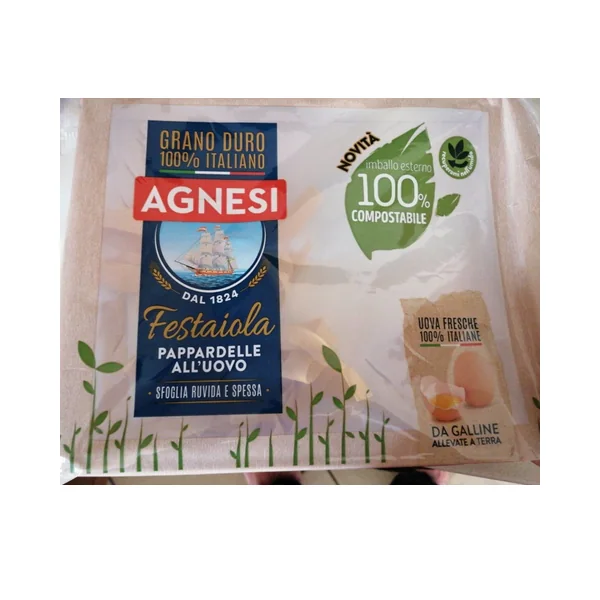 GRANO DURO
100% ITALIANO
AGNESI
DAL 1824
Festaiola
PAPPARDELLE
ALL'UOVO
SFOGLIA RUVIDA E SPESSA
NOVITÀ
imballo esterno
100%
COMPOSTABILE
UOVA FRESCHE
100% ITALIANE
DA GALLINE
ALLEVATE A TERRA